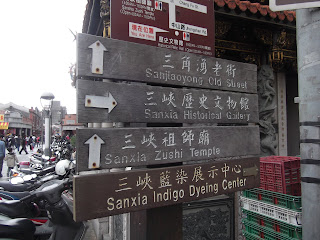 三角湧老街
Sanjiaoyong Old Street
三峽歷史文物館
Sanxia Historical Gallery
三峽祖師廟
Sanxia Zushi Temple
三峽藍染展示中心
Sanxia Indigo Dyeing Center